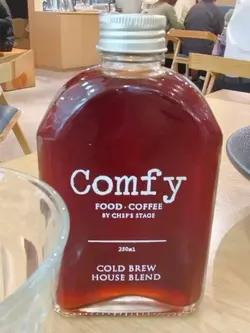 Comfy
FOOD · COFFEE
BY CHEF'S STAGE
250ml
COLD BREW
HOUSE BLEND